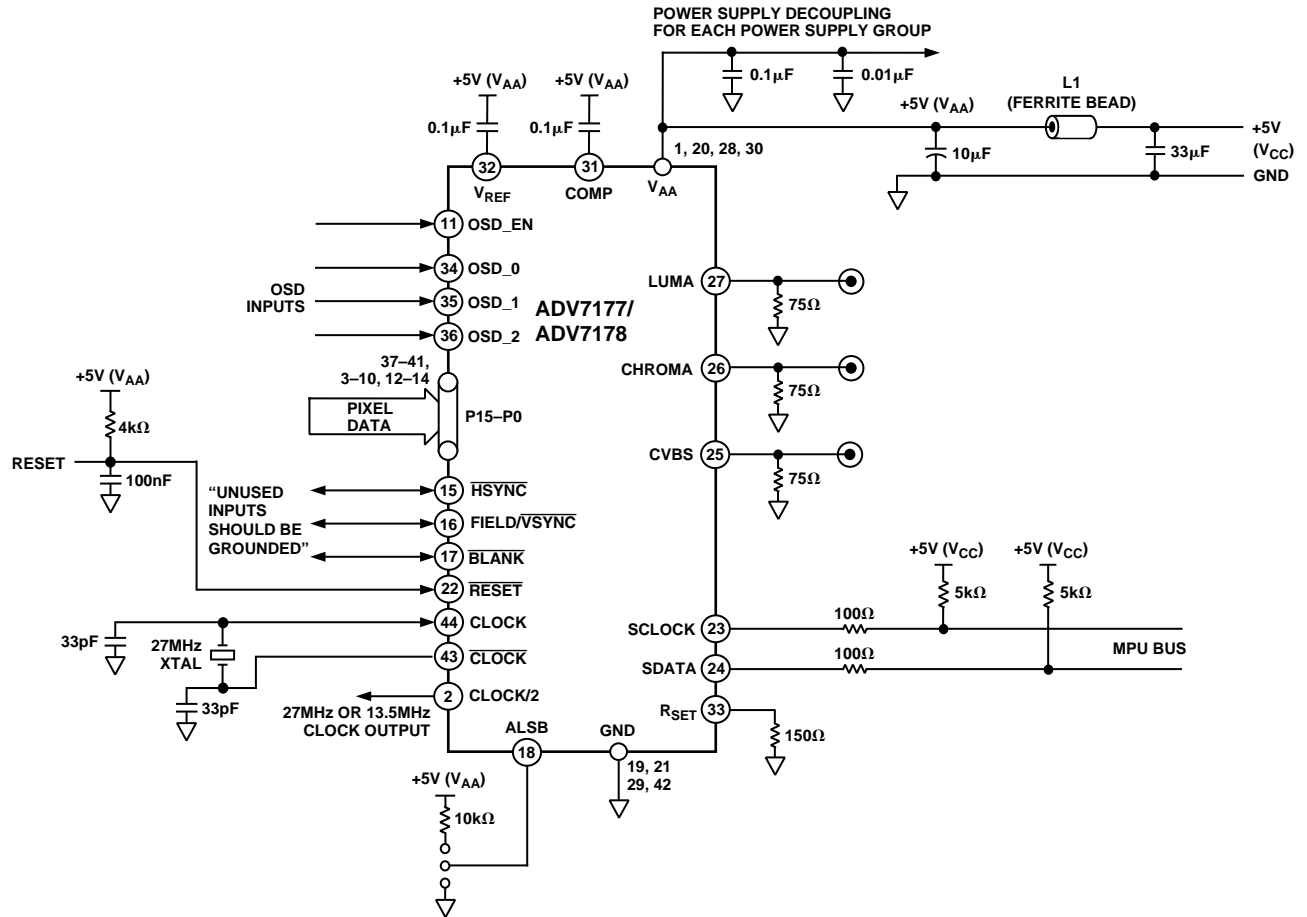 POWER SUPPLY DECOUPLING
FOR EACH POWER SUPPLY GROUP
0.1µF
0.01µF
+5V (VAA)
+5V (VAA)
0.1µF
0.1µF
L1
(FERRITE BEAD)
+5V (VAA)
+5V
(VCC)
GND
10µF
33µF
1, 20, 28, 30
32
VREF
31
COMP
VAA
11
OSD_EN
34
OSD_0
OSD
INPUTS
35
OSD_1
36
OSD_2
ADV7177/
ADV7178
37–41,
3–10, 12–14
PIXEL
DATA
P15–P0
LUMA
27
75Ω
CHROMA
26
75Ω
CVBS
25
75Ω
+5V (VAA)
4kΩ
RESET
100nF
"UNUSED
INPUTS
SHOULD BE
GROUNDED"
15
HSYNC
16
FIELD/VSYNC
17
BLANK
22
RESET
44
CLOCK
33pF
27MHz
XTAL
43
CLOCK
33pF
2
CLOCK/2
27MHz OR 13.5MHz
CLOCK OUTPUT
+5V (VCC)
+5V (VCC)
5kΩ
5kΩ
SCLOCK
23
100Ω
MPU BUS
SDATA
24
100Ω
RSET
33
150Ω
ALSB
18
GND
19, 21
29, 42
+5V (VAA)
10kΩ